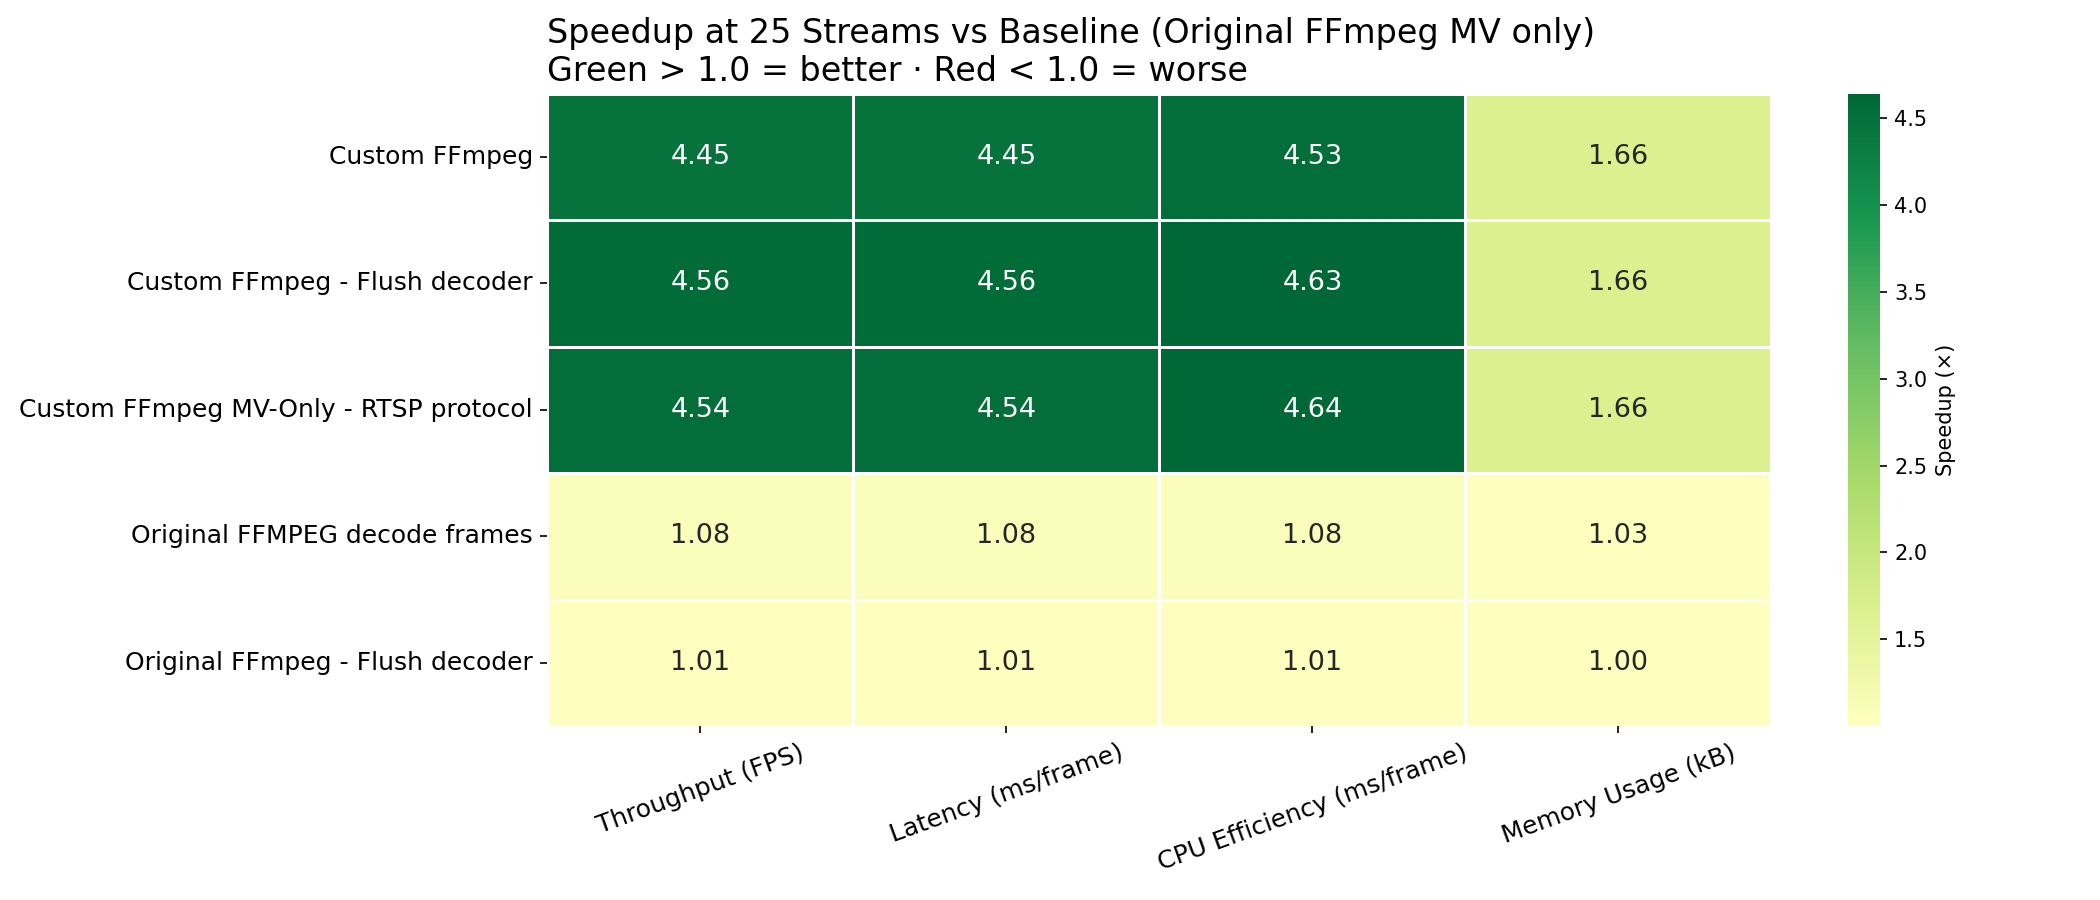 Speedup at 25 Streams vs Baseline (Original FFmpeg MV only)
Green > 1.0 = better · Red < 1.0 = worse
Custom FFmpeg
4.45
4.45
4.53
1.66
Custom FFmpeg - Flush decoder
4.56
4.56
4.63
1.66
Custom FFmpeg MV-Only - RTSP protocol
4.54
4.54
4.64
1.66
Original FFMPEG decode frames
1.08
1.08
1.08
1.03
Original FFmpeg - Flush decoder
1.01
1.01
1.01
1.00
Throughput (FPS)
Latency (ms/frame)
CPU Efficiency (ms/frame)
Memory Usage (kB)
4.5
4.0
3.5
3.0
2.5
2.0
1.5
Speedup (×)